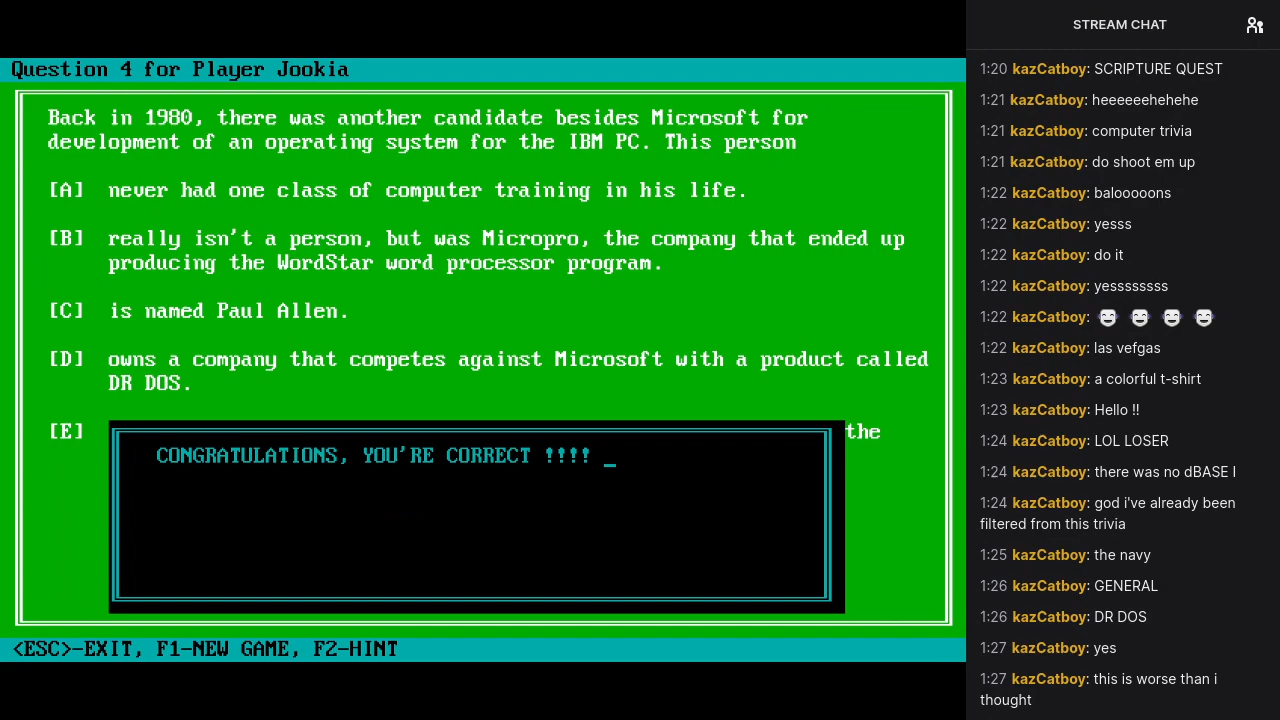 Question 4 for Player Jookia
Back in 1980, there was another candidate besides Microsoft for
development of an operating system for the IBM PC. This person
[A] never had one class of computer training in his life.
[B] really isn't a person, but was Micropro, the company that ended up
producing the WordStar word processor program.
[C] is named Paul Allen.
[D] owns a company that competes against Microsoft with a product called
DR DOS.
[E] the
CONGRATULATIONS, YOU'RE CORRECT !!!! _
<ESC>-EXIT, F1-NEW GAME, F2-HINT
STREAM CHAT
1:20 kazCatboy: SCRIPTURE QUEST
1:21 kazCatboy: heeeeeehehehe
1:21 kazCatboy: computer trivia
1:21 kazCatboy: do shoot em up
1:22 kazCatboy: balooooons
1:22 kazCatboy: yesss
1:22 kazCatboy: do it
1:22 kazCatboy: yessssssss
1:22 kazCatboy:
1:22 kazCatboy: las vefgas
1:23 kazCatboy: a colorful t-shirt
1:23 kazCatboy: Hello !!
1:24 kazCatboy: LOL LOSER
1:24 kazCatboy: there was no dBASE I
1:24 kazCatboy: god i've already been
filtered from this trivia
1:25 kazCatboy: the navy
1:26 kazCatboy: GENERAL
1:26 kazCatboy: DR DOS
1:27 kazCatboy: yes
1:27 kazCatboy: this is worse than i
thought